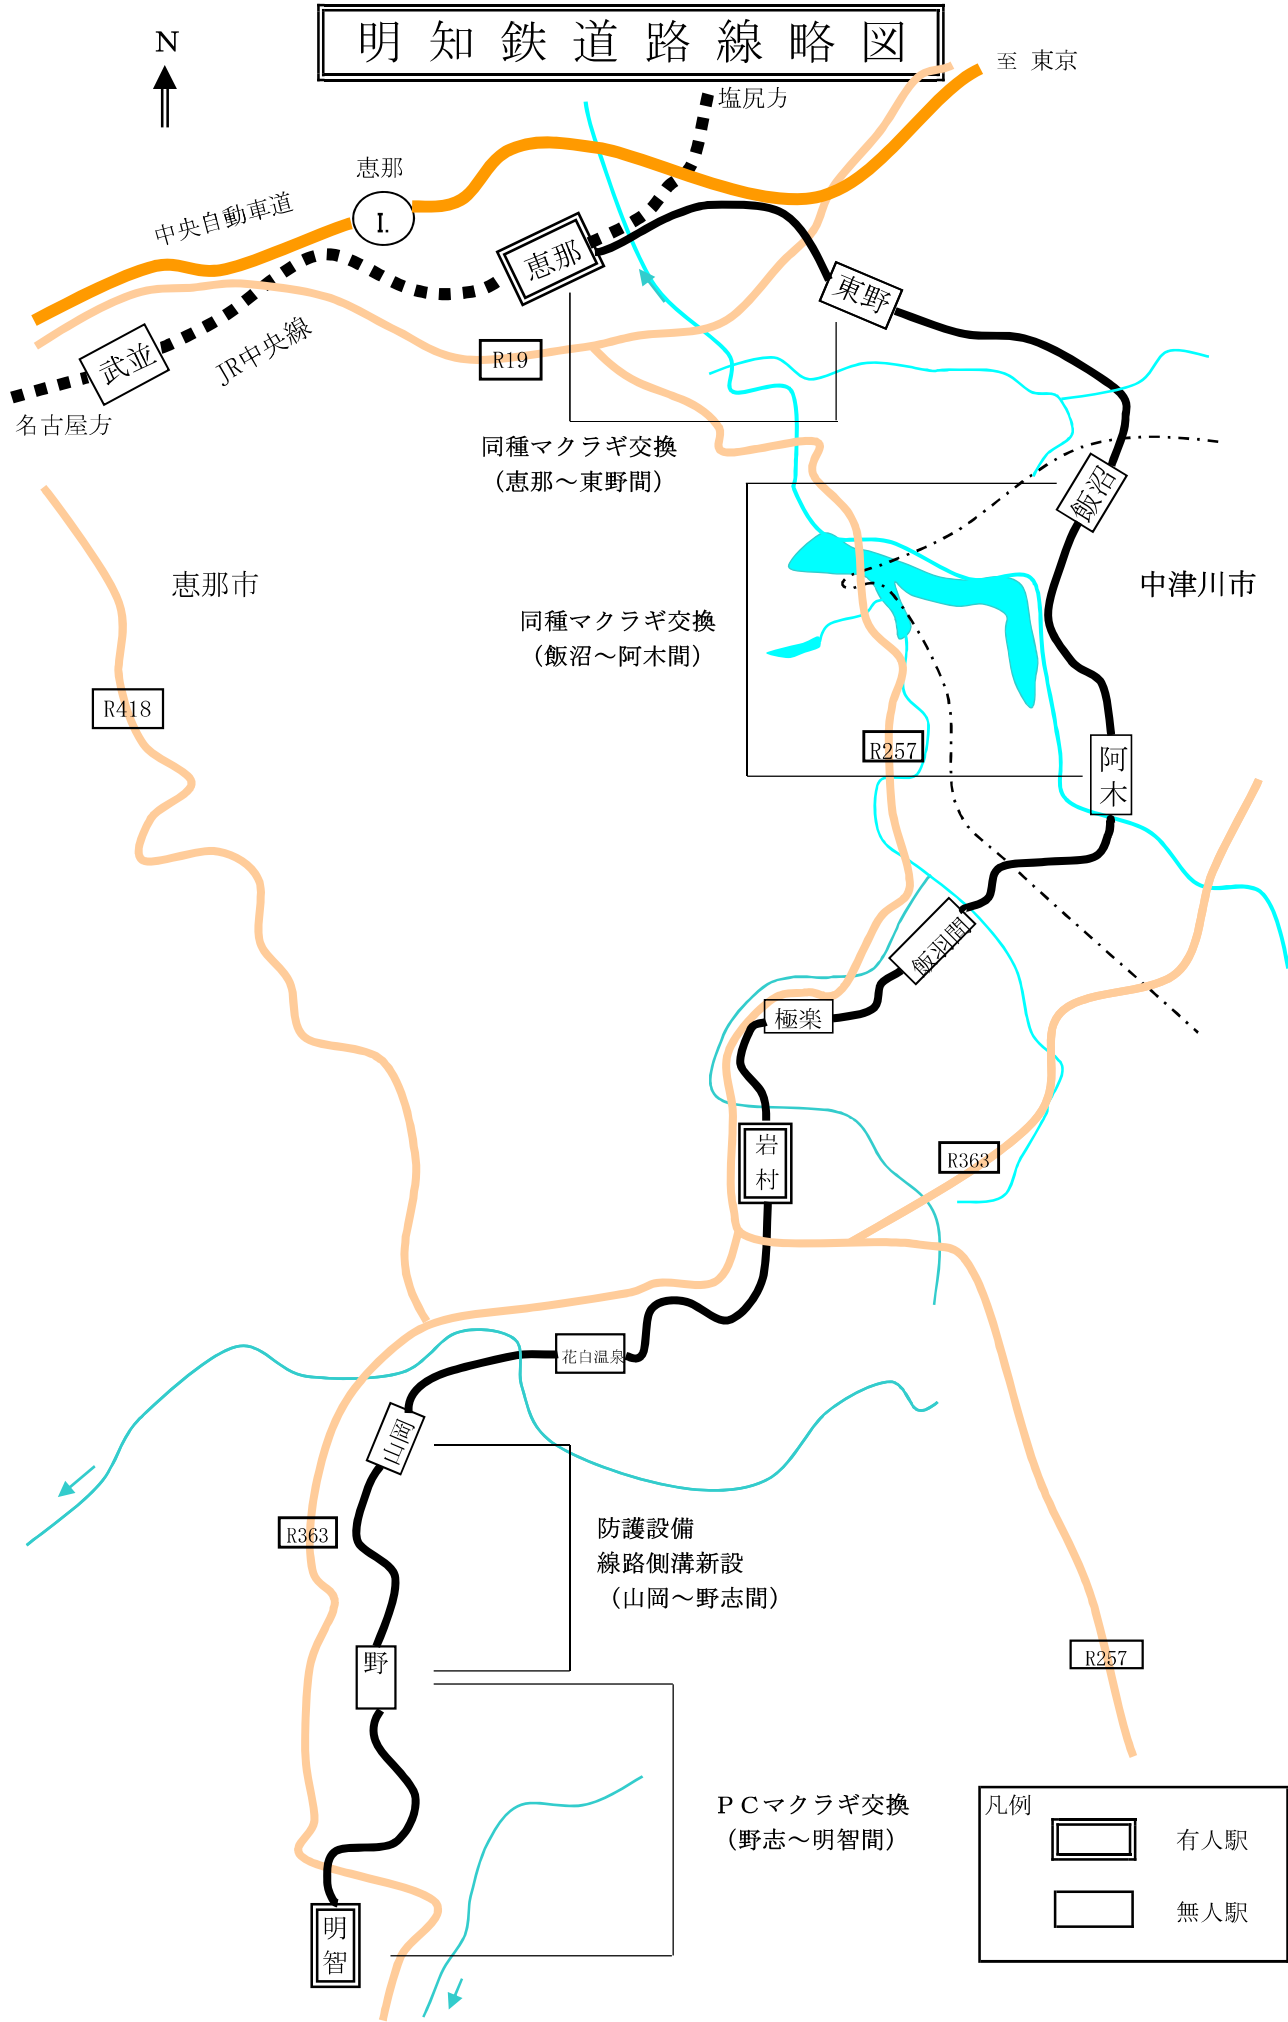 明知鉄道路線略図
N
至 東京
塩尻方
恵那
中央自動車道
I.
恵那
東野
武並
JR中央線
R19
名古屋方
同種マクラギ交換
（恵那～東野間）
飯沼
恵那市
中津川市
同種マクラギ交換
（飯沼～阿木間）
R418
R257
阿
木
飯羽間
極楽
岩
村
R363
花白温泉
山岡
R363
防護設備
線路側溝新設
（山岡～野志間）
野
R257
ＰＣマクラギ交換
（野志～明智間）
凡例
有人駅
無人駅
明
智